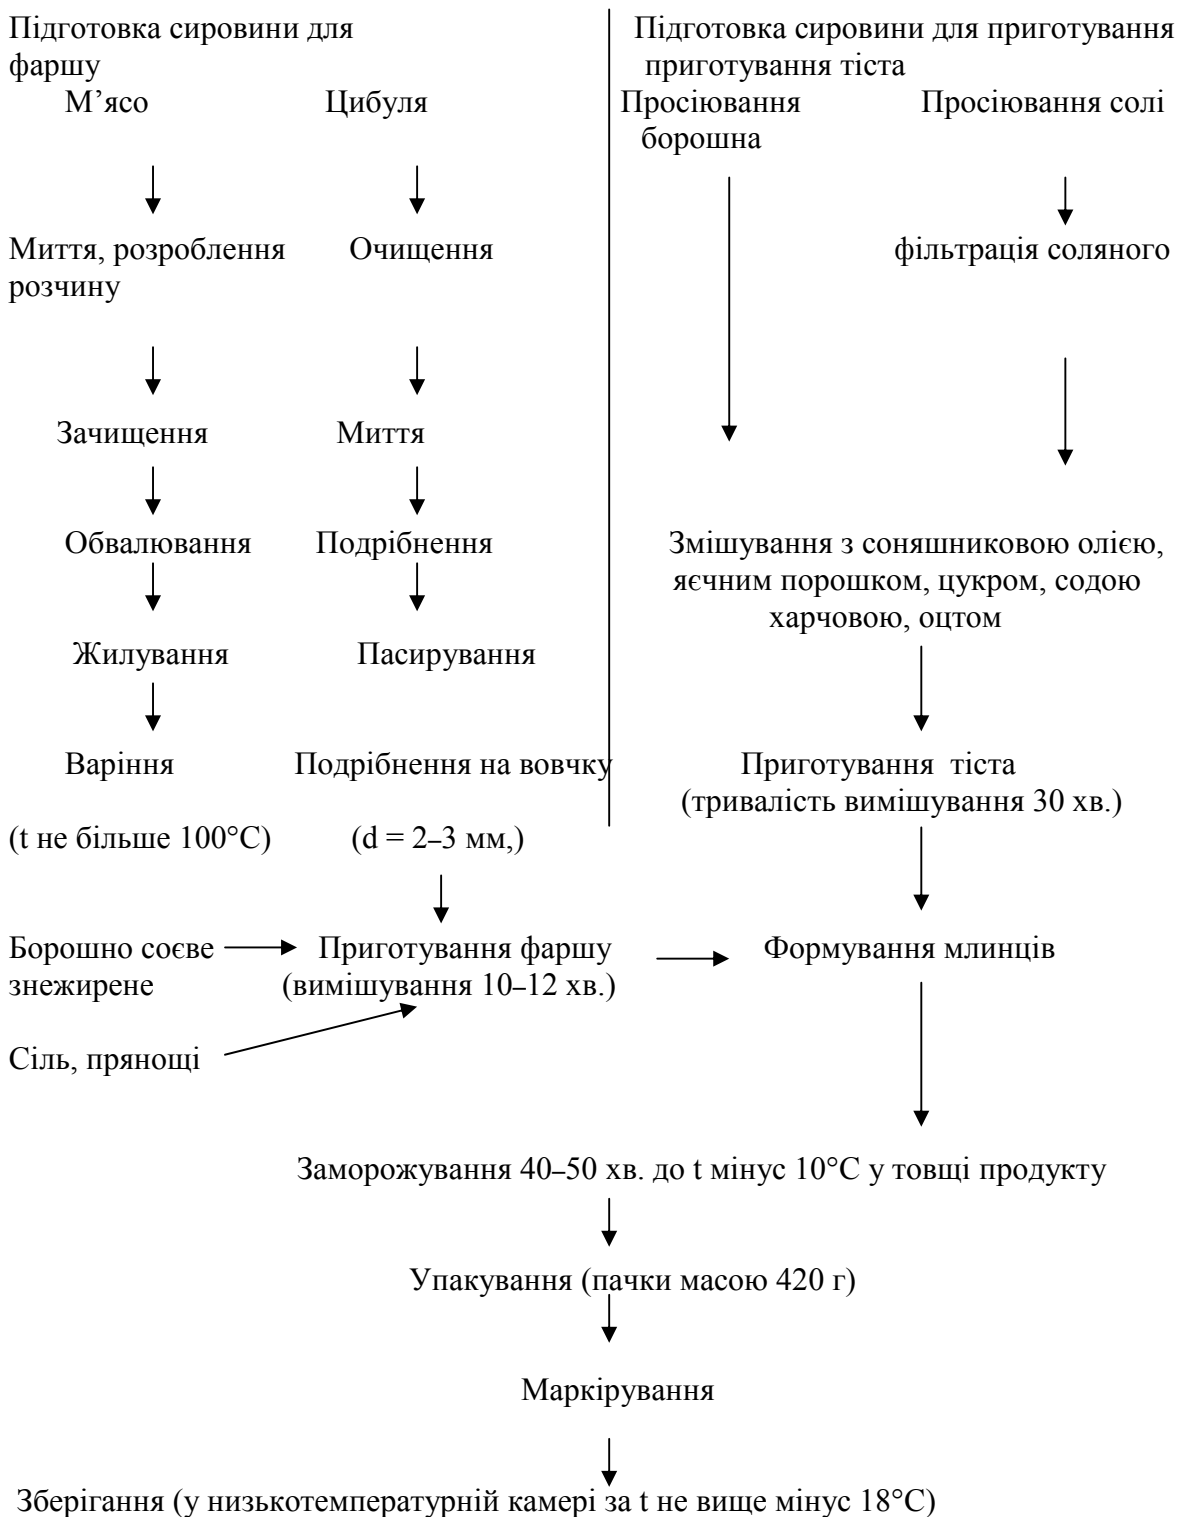 Підготовка сировини для Підготовка сировини для приготування
фаршу приготування тіста
М’ясо Цибуля Просіювання Просіювання солі
борошна
Миття, розроблення Очищення фільтрація соляного
розчину
Зачищення Миття
Обвалювання Подрібнення Змішування з соняшниковою олією,
яєчним порошком, цукром, содою
харчовою, оцтом
Жилування Пасирування
Варіння Подрібнення на вовчку Приготування тіста
(тривалість вимішування 30 хв.)
(t не більше 100°С) (d = 2–3 мм,)
Борошно соєве Приготування фаршу Формування млинців
знежирене (вимішування 10–12 хв.)
Сіль, прянощі
Заморожування 40–50 хв. до t мінус 10°С у товщі продукту
Упакування (пачки масою 420 г)
Маркірування
Зберігання (у низькотемпературній камері за t не вище мінус 18°С)